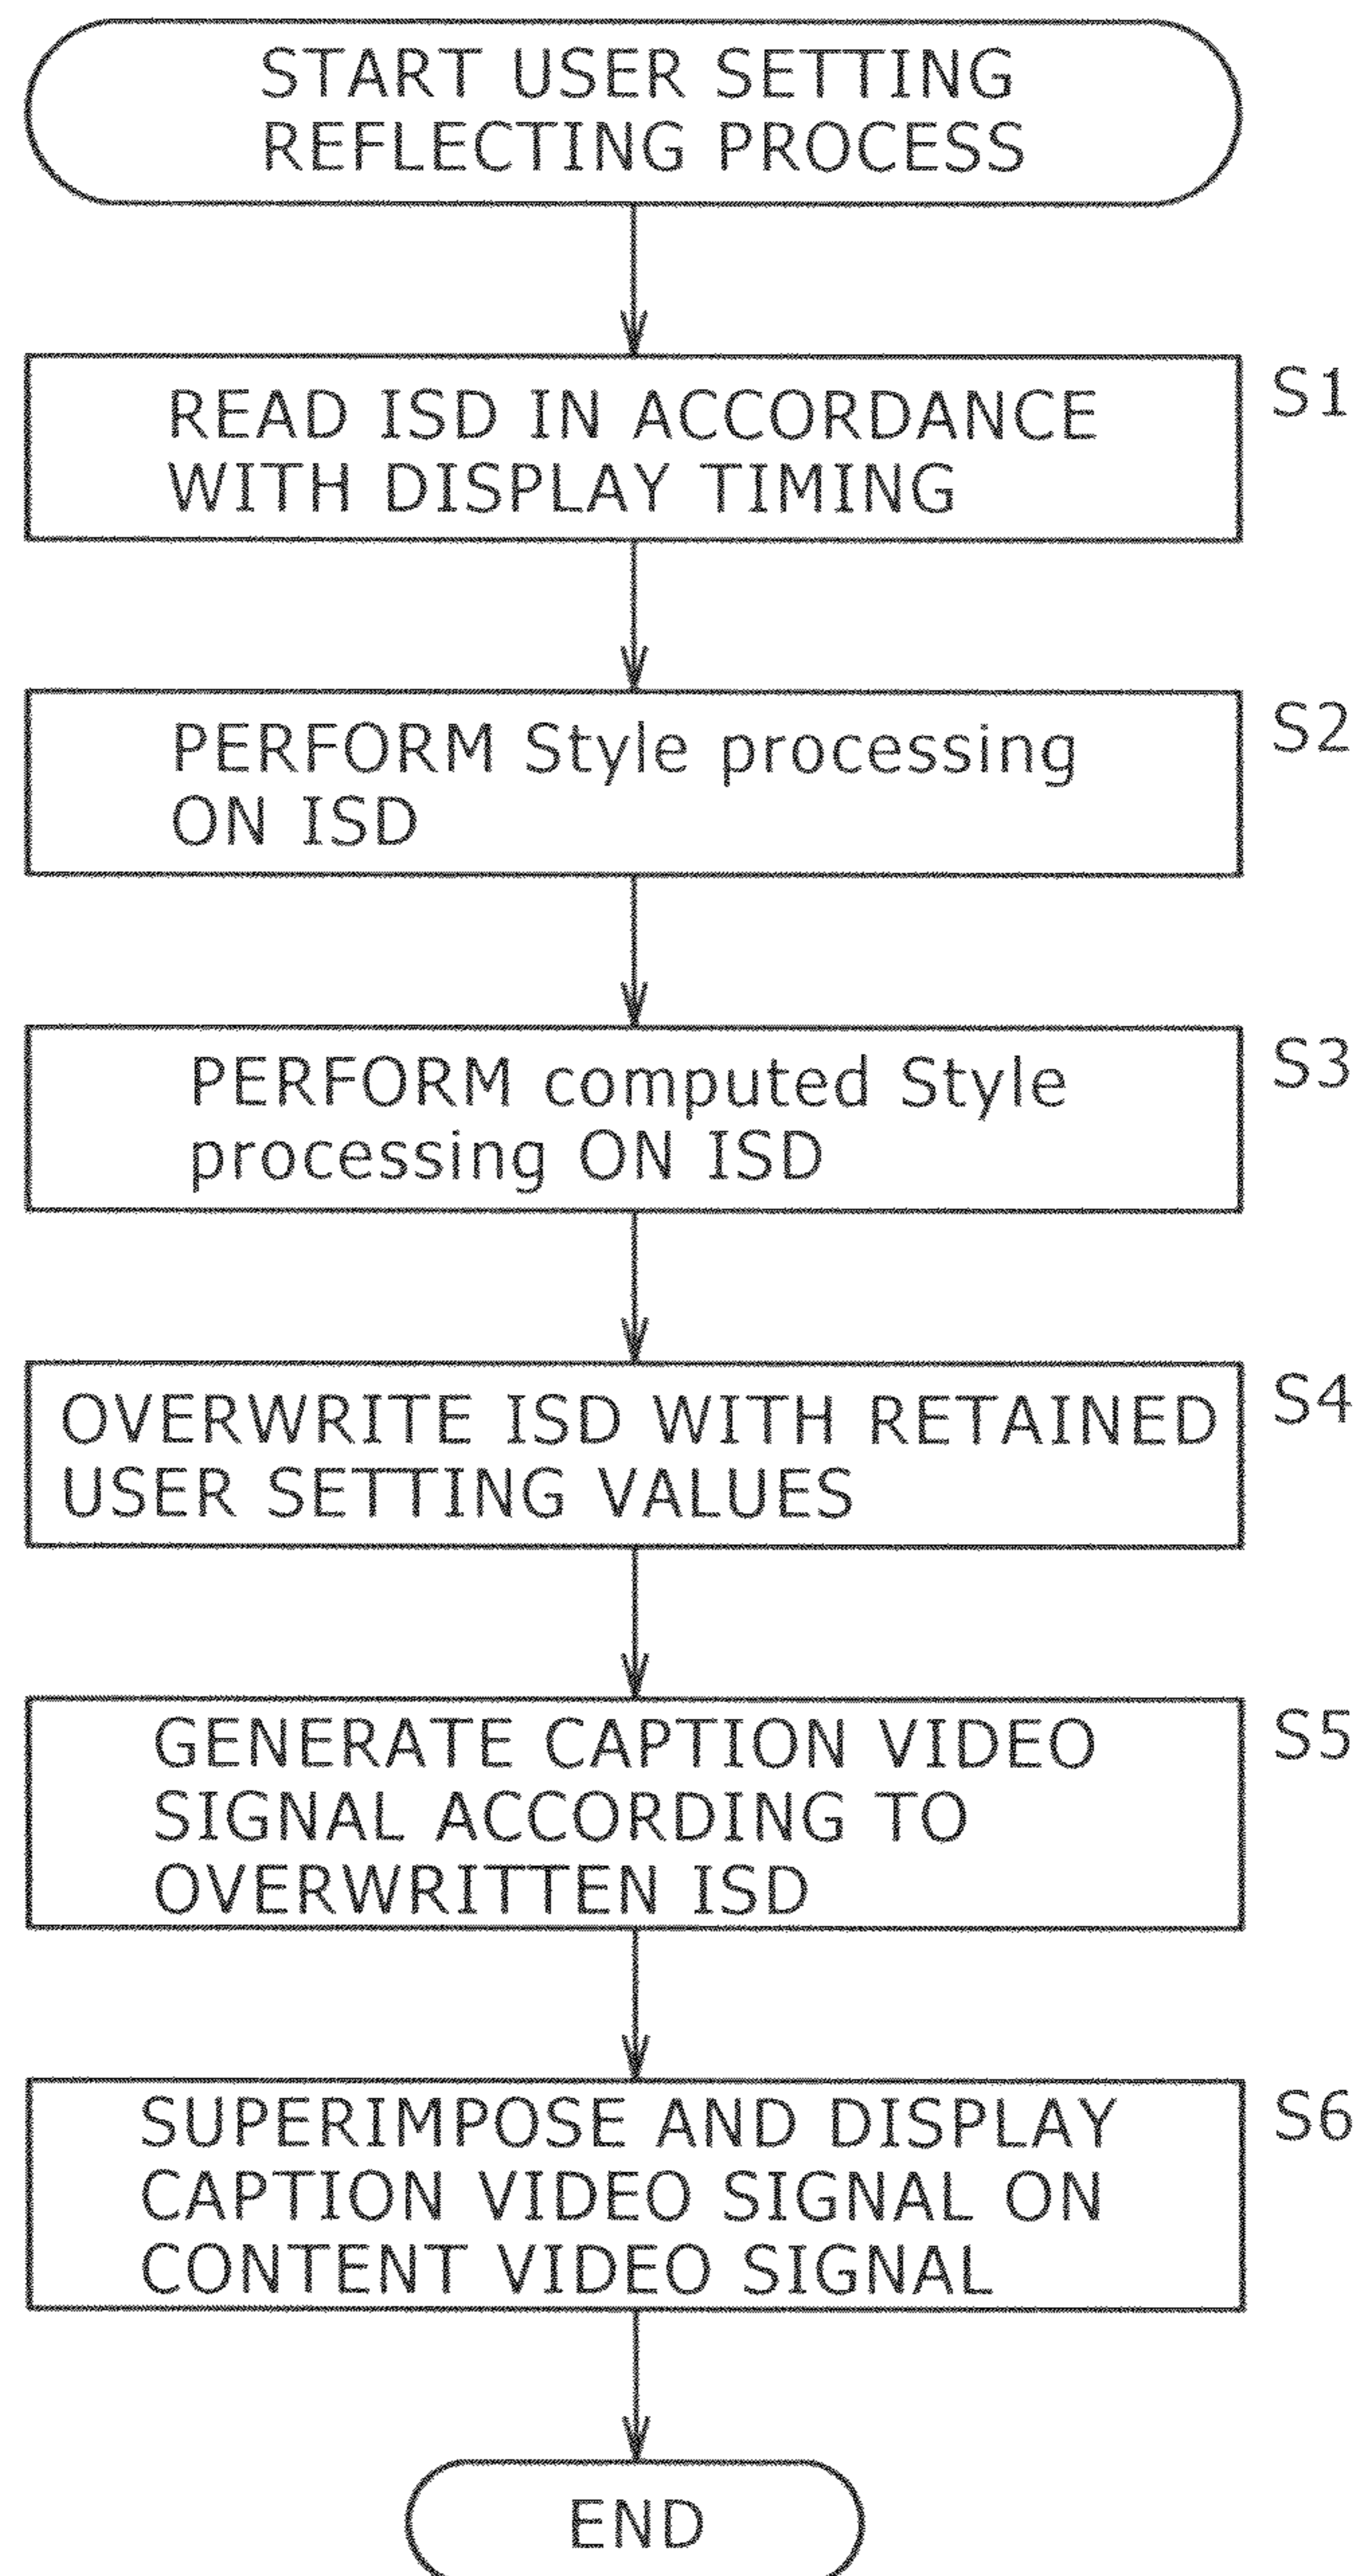 START USER SETTING
REFLECTING PROCESS
READ ISD IN ACCORDANCE
WITH DISPLAY TIMING
S1
PERFORM Style processing
ON ISD
S2
PERFORM computed Style
processing ON ISD
S3
OVERWRITE ISD WITH RETAINED
USER SETTING VALUES
S4
GENERATE CAPTION VIDEO
SIGNAL ACCORDING TO
OVERWRITTEN ISD
S5
SUPERIMPOSE AND DISPLAY
CAPTION VIDEO SIGNAL ON
CONTENT VIDEO SIGNAL
S6
END